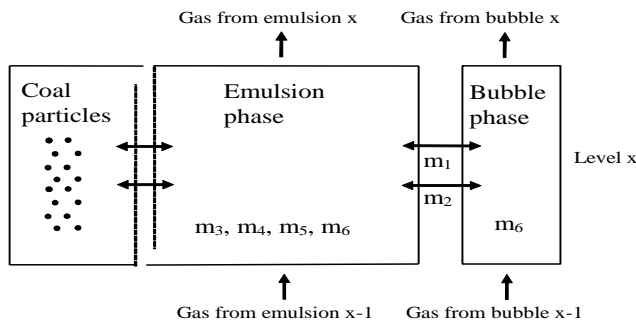 Gas from emulsion x
Gas from bubble x
Coal
particles
Emulsion
phase
Bubble
phase
m₁
m₂
Level x
m₃, m₄, m₅, m₆
m₆
Gas from emulsion x-1
Gas from bubble x-1